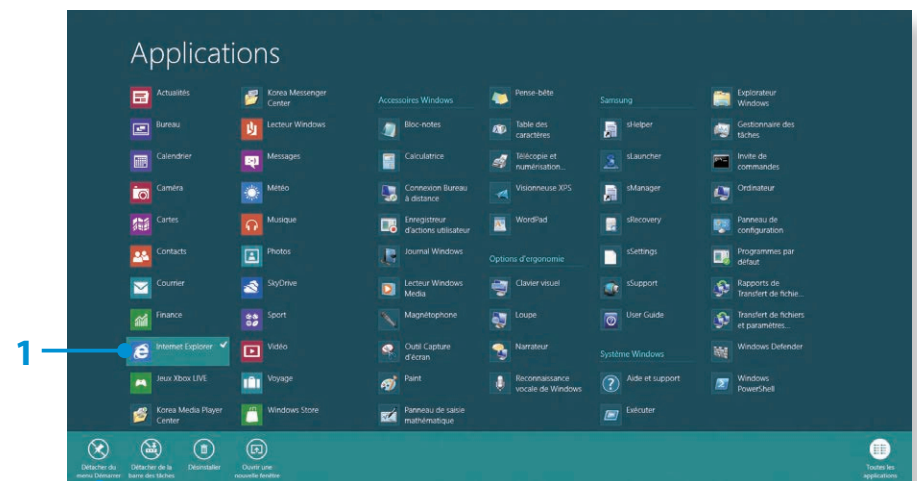 Applications
Actualités
Bureau
Calendrier
Caméra
Cartes
Contacts
Courrier
Finance
Internet Explorer
Jeux Xbox LIVE
Korea Media Player
Center
Korea Messenger
Center
Lecteur Windows
Messages
Météo
Musique
Photos
SkyDrive
Sport
Vidéo
Voyage
Windows Store
Accessoires Windows
Bloc-notes
Calculatrice
Connexion Bureau
à distance
Enregistreur
d'actions utilisateur
Journal Windows
Lecteur Windows
Media
Magnétophone
Outil Capture
d'écran
Paint
Panneau de saisie
mathématique
Pense-bête
Table des
caractères
Télécopie et
numérisation...
Visionneuse XPS
WordPad
Options d'ergonomie
Clavier visuel
Loupe
Narrateur
Reconnaissance
vocale de Windows
Samsung
sHelper
sLauncher
sManager
sRecovery
sSettings
sSupport
User Guide
Système Windows
Aide et support
Exécuter
Explorateur
Windows
Gestionnaire des
tâches
Invite de
commandes
Ordinateur
Panneau de
configuration
Programmes par
défaut
Rapports de
Transfert de fichie...
Transfert de fichiers
et paramètres...
Windows Defender
Windows
PowerShell
1
Détacher du
menu Démarrer
Détacher de la
barre des tâches
Désinstaller
Ouvrir une
nouvelle fenêtre
Toutes les
applications